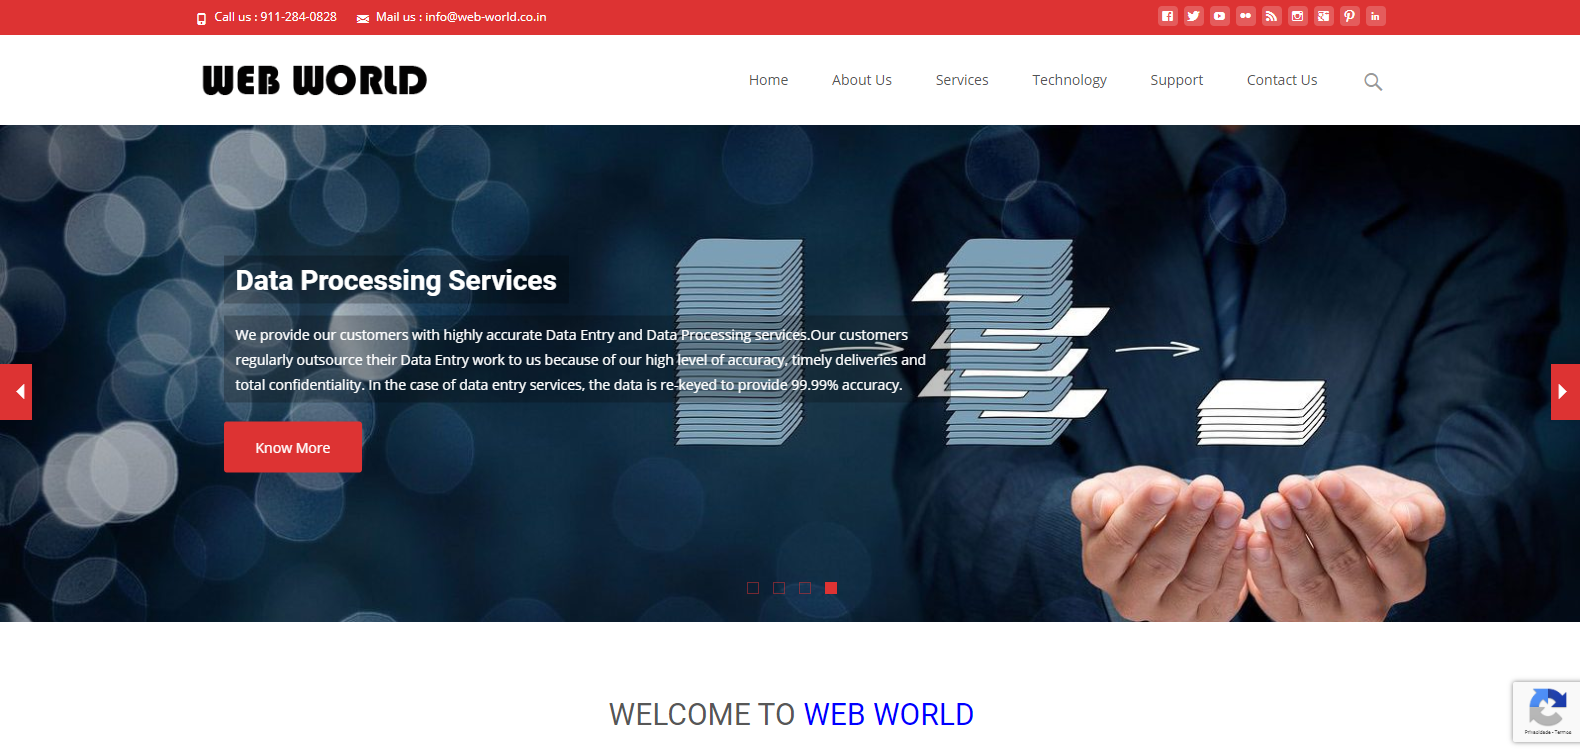 Call us : 911-284-0828
Mail us : info@web-world.co.in
WEB WORLD
Home
About Us
Services
Technology
Support
Contact Us
Data Processing Services
We provide our customers with highly accurate Data Entry and Data Processing services.Our customers
regularly outsource their Data Entry work to us because of our high level of accuracy, timely deliveries and
total confidentiality. In the case of data entry services, the data is re-keyed to provide 99.99% accuracy.
Know More
WELCOME TO WEB WORLD
Privacidade - Termos